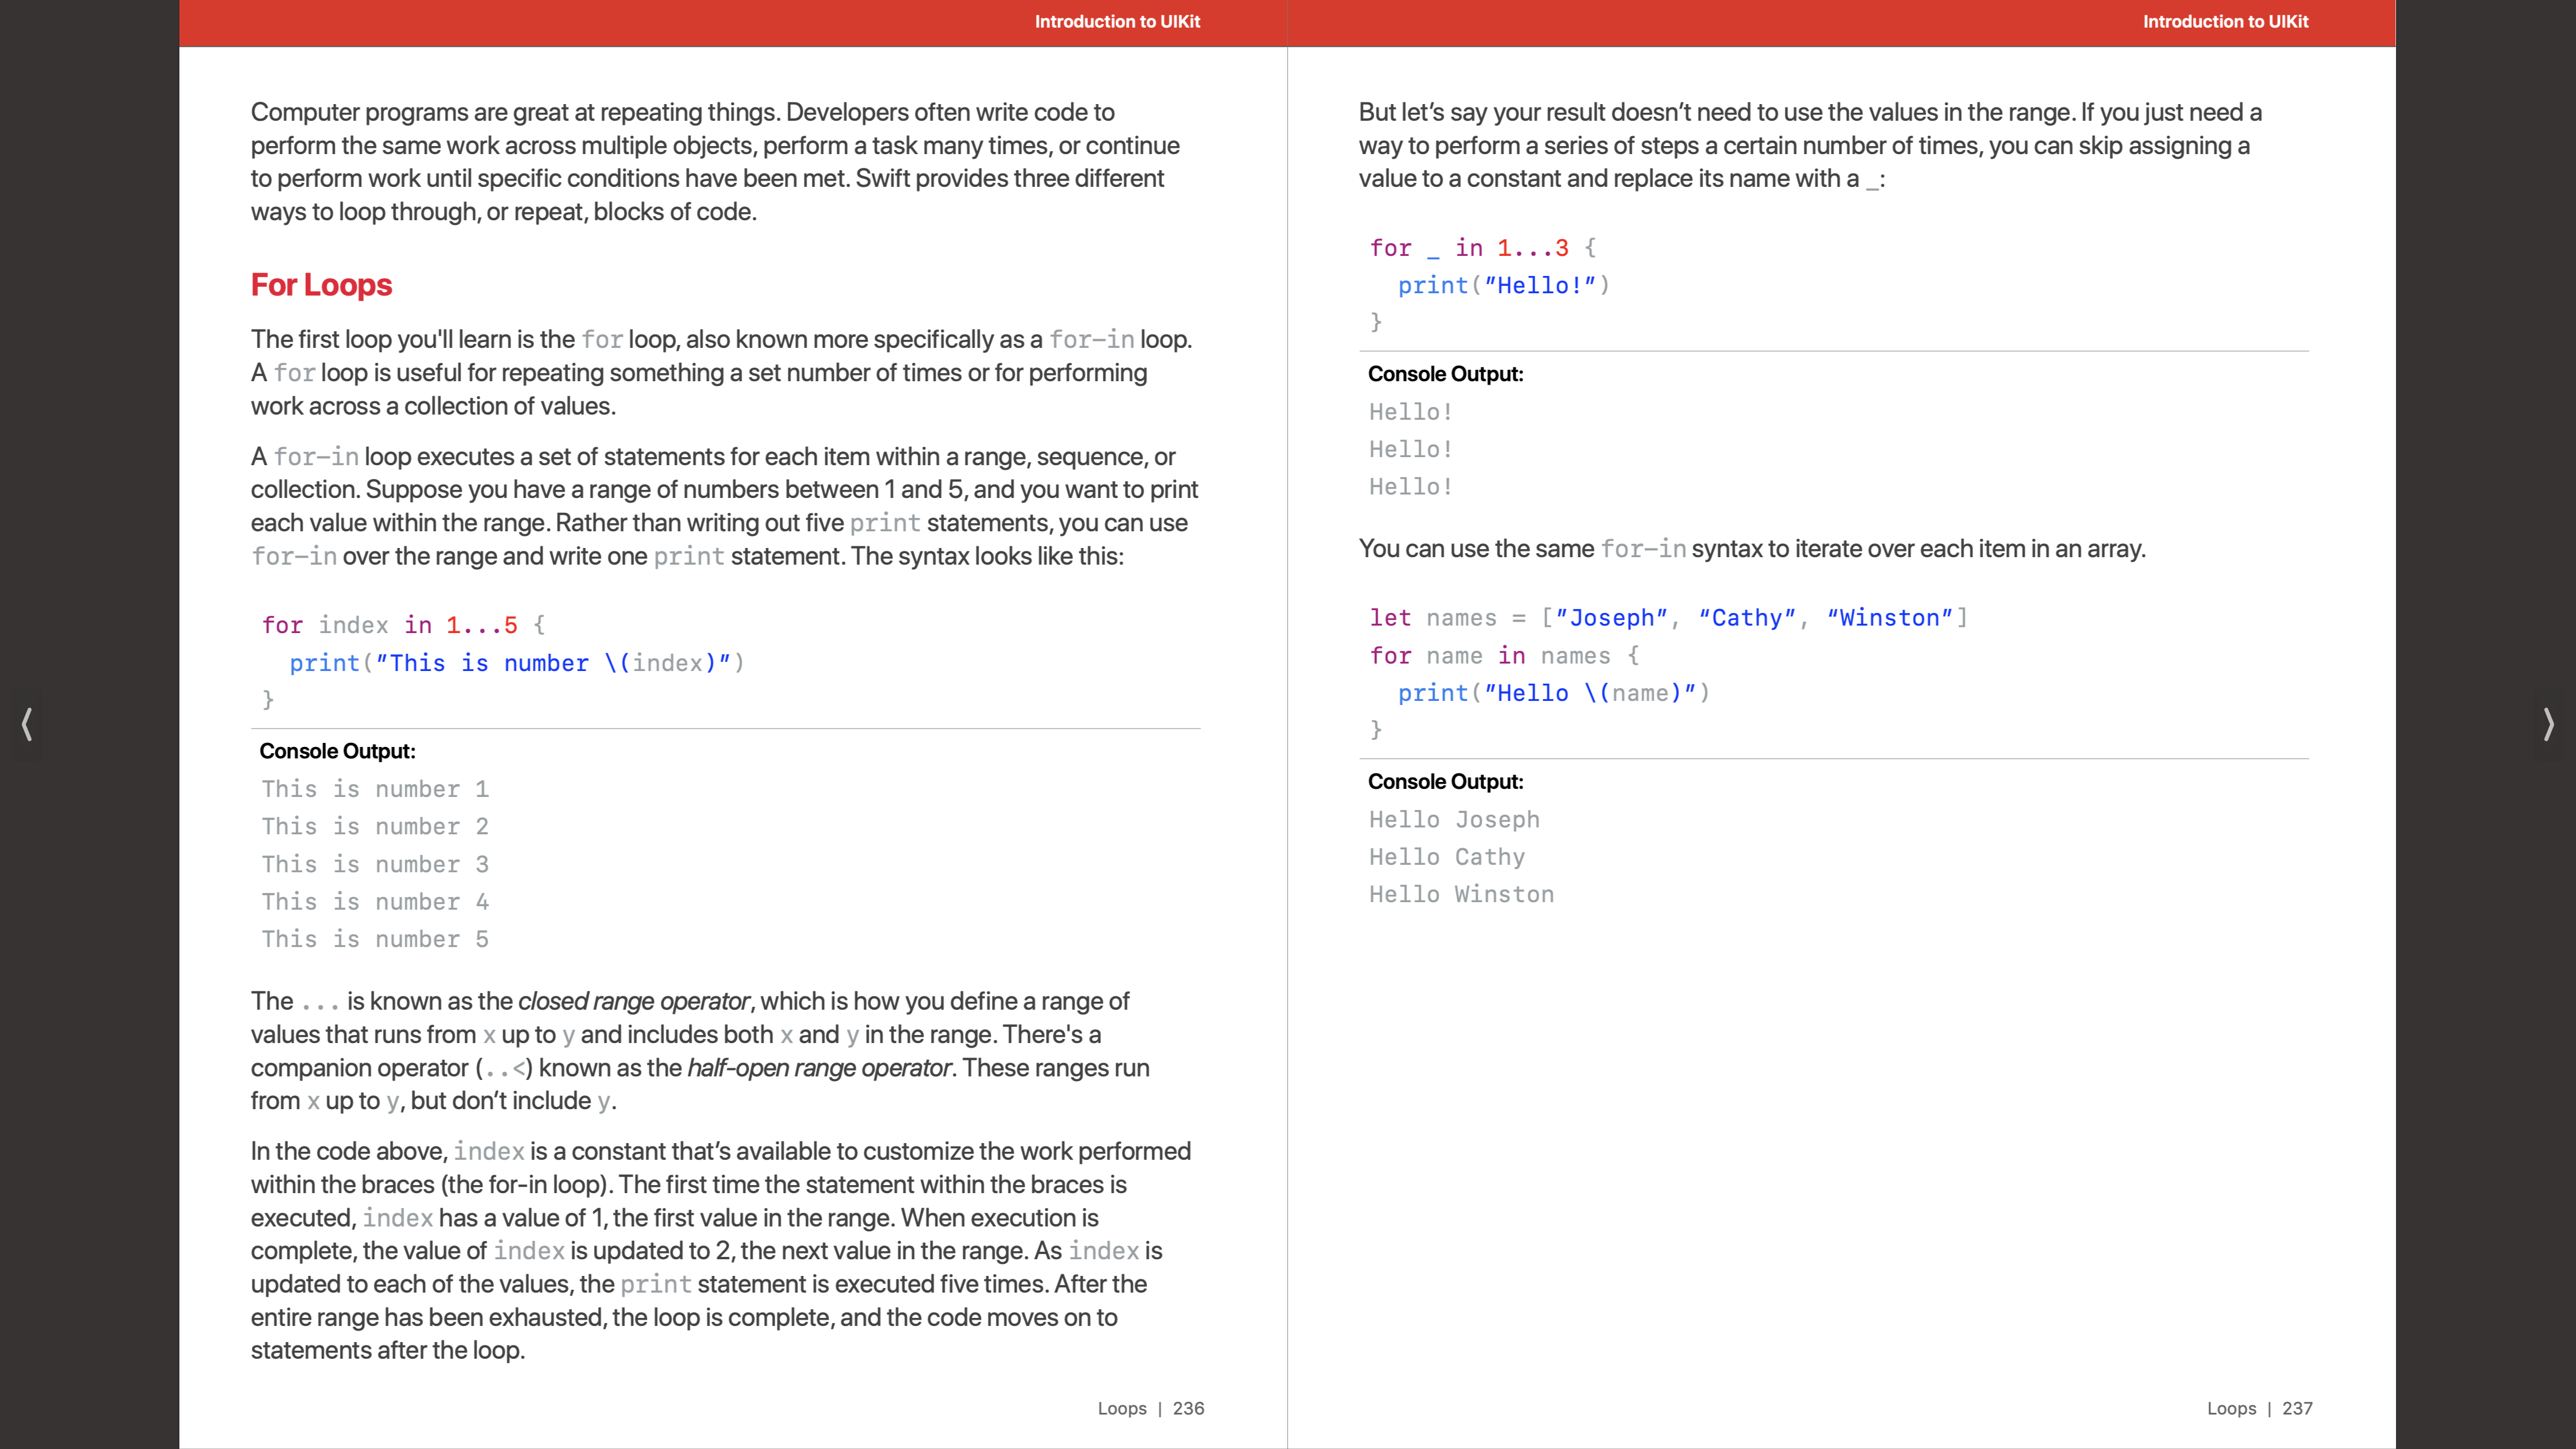 Introduction to UIKit
Computer programs are great at repeating things. Developers often write code to
perform the same work across multiple objects, perform a task many times, or continue
to perform work until specific conditions have been met. Swift provides three different
ways to loop through, or repeat, blocks of code.
For Loops
The first loop you'll learn is the for loop, also known more specifically as a for–in loop.
A for loop is useful for repeating something a set number of times or for performing
work across a collection of values.
A for–in loop executes a set of statements for each item within a range, sequence, or
collection. Suppose you have a range of numbers between 1 and 5, and you want to print
each value within the range. Rather than writing out five print statements, you can use
for–in over the range and write one print statement. The syntax looks like this:
for index in 1...5 {
  print("This is number \(index)")
}
Console Output:
This is number 1
This is number 2
This is number 3
This is number 4
This is number 5
The ... is known as the closed range operator, which is how you define a range of
values that runs from x up to y and includes both x and y in the range. There's a
companion operator (..<) known as the half-open range operator. These ranges run
from x up to y, but don’t include y.
In the code above, index is a constant that’s available to customize the work performed
within the braces (the for-in loop). The first time the statement within the braces is
executed, index has a value of 1, the first value in the range. When execution is
complete, the value of index is updated to 2, the next value in the range. As index is
updated to each of the values, the print statement is executed five times. After the
entire range has been exhausted, the loop is complete, and the code moves on to
statements after the loop.
Loops | 236
Introduction to UIKit
But let’s say your result doesn’t need to use the values in the range. If you just need a
way to perform a series of steps a certain number of times, you can skip assigning a
value to a constant and replace its name with a _:
for _ in 1...3 {
  print("Hello!")
}
Console Output:
Hello!
Hello!
Hello!
You can use the same for–in syntax to iterate over each item in an array.
let names = ["Joseph”, “Cathy”, “Winston”]
for name in names {
  print("Hello \(name)")
}
Console Output:
Hello Joseph
Hello Cathy
Hello Winston
Loops | 237